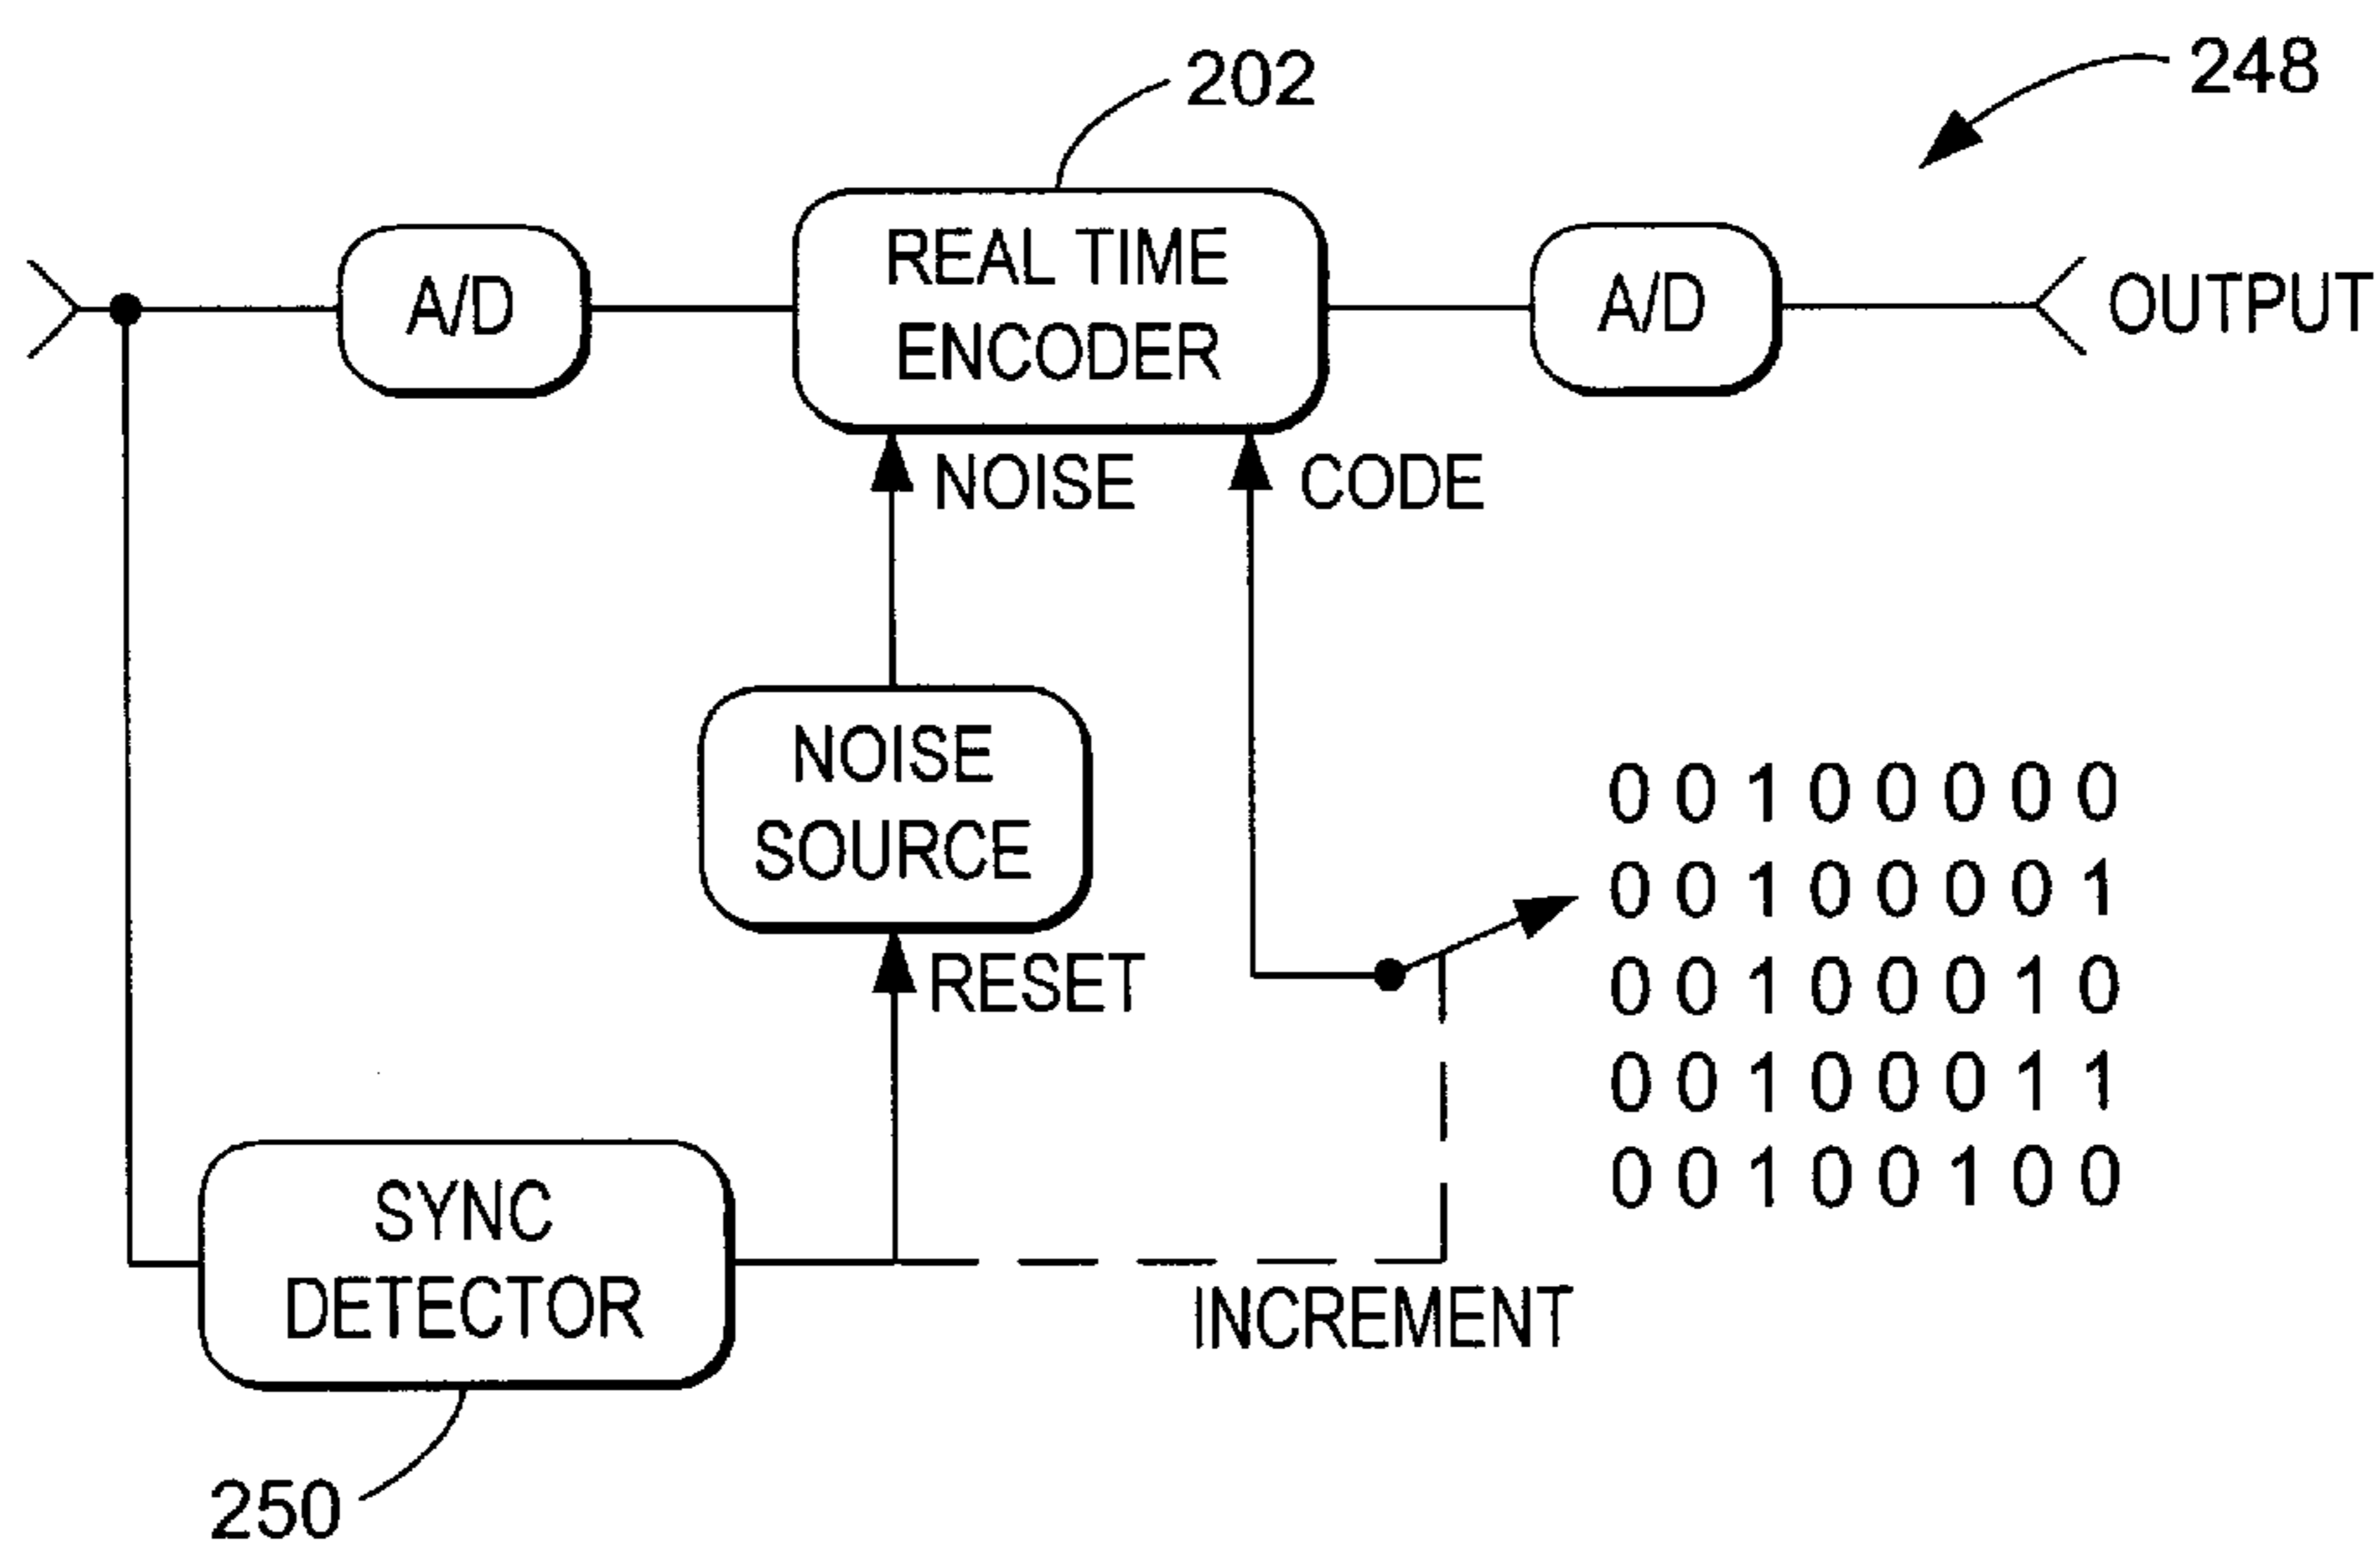 202
248
A/D
REAL TIME
ENCODER
A/D
OUTPUT
NOISE
CODE
NOISE
SOURCE
0 0 1 0 0 0 0 0
0 0 1 0 0 0 0 1
0 0 1 0 0 0 1 0
0 0 1 0 0 0 1 1
0 0 1 0 0 1 0 0
RESET
SYNC
DETECTOR
INCREMENT
250